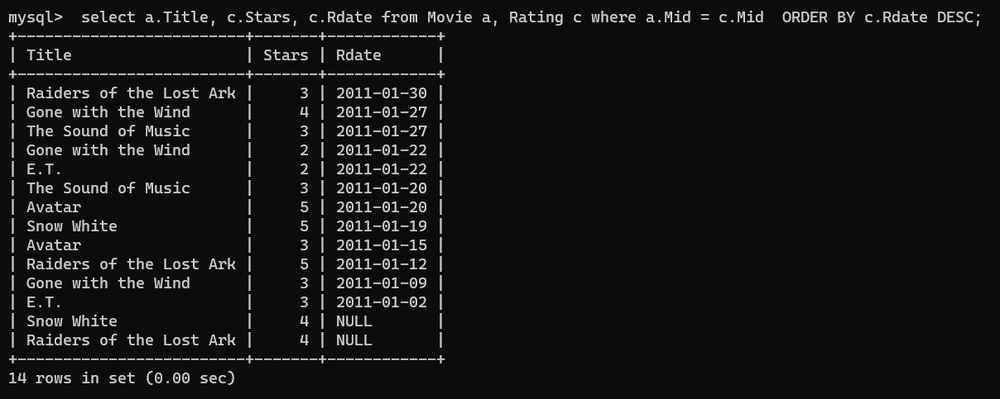 mysql>  select a.Title, c.Stars, c.Rdate from Movie a, Rating c where a.Mid = c.Mid  ORDER BY c.Rdate DESC;
+-------------------------+-------+------------+
| Title                   | Stars | Rdate      |
+-------------------------+-------+------------+
| Raiders of the Lost Ark |     3 | 2011-01-30 |
| Gone with the Wind      |     4 | 2011-01-27 |
| The Sound of Music      |     3 | 2011-01-27 |
| Gone with the Wind      |     2 | 2011-01-22 |
| E.T.                    |     2 | 2011-01-22 |
| The Sound of Music      |     3 | 2011-01-20 |
| Avatar                  |     5 | 2011-01-20 |
| Snow White              |     5 | 2011-01-19 |
| Avatar                  |     3 | 2011-01-15 |
| Raiders of the Lost Ark |     5 | 2011-01-12 |
| Gone with the Wind      |     3 | 2011-01-09 |
| E.T.                    |     3 | 2011-01-02 |
| Snow White              |     4 | NULL       |
| Raiders of the Lost Ark |     4 | NULL       |
+-------------------------+-------+------------+
14 rows in set (0.00 sec)